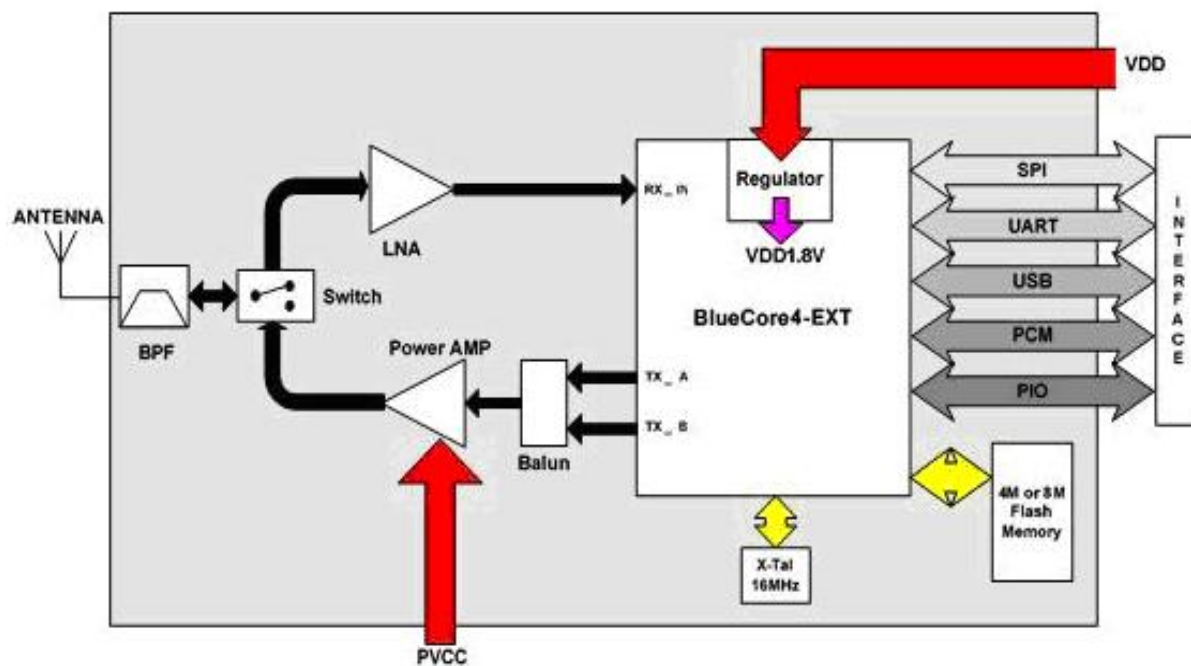 VDD
Regulator
VDD1.8V
BlueCore4-EXT
RX_ IN
TX_ A
TX_ B
SPI
UART
USB
PCM
PIO
INTERFACE
ANTENNA
BPF
Switch
LNA
Power AMP
Balun
PVCC
X-Tal
16MHz
4M or 8M
Flash
Memory